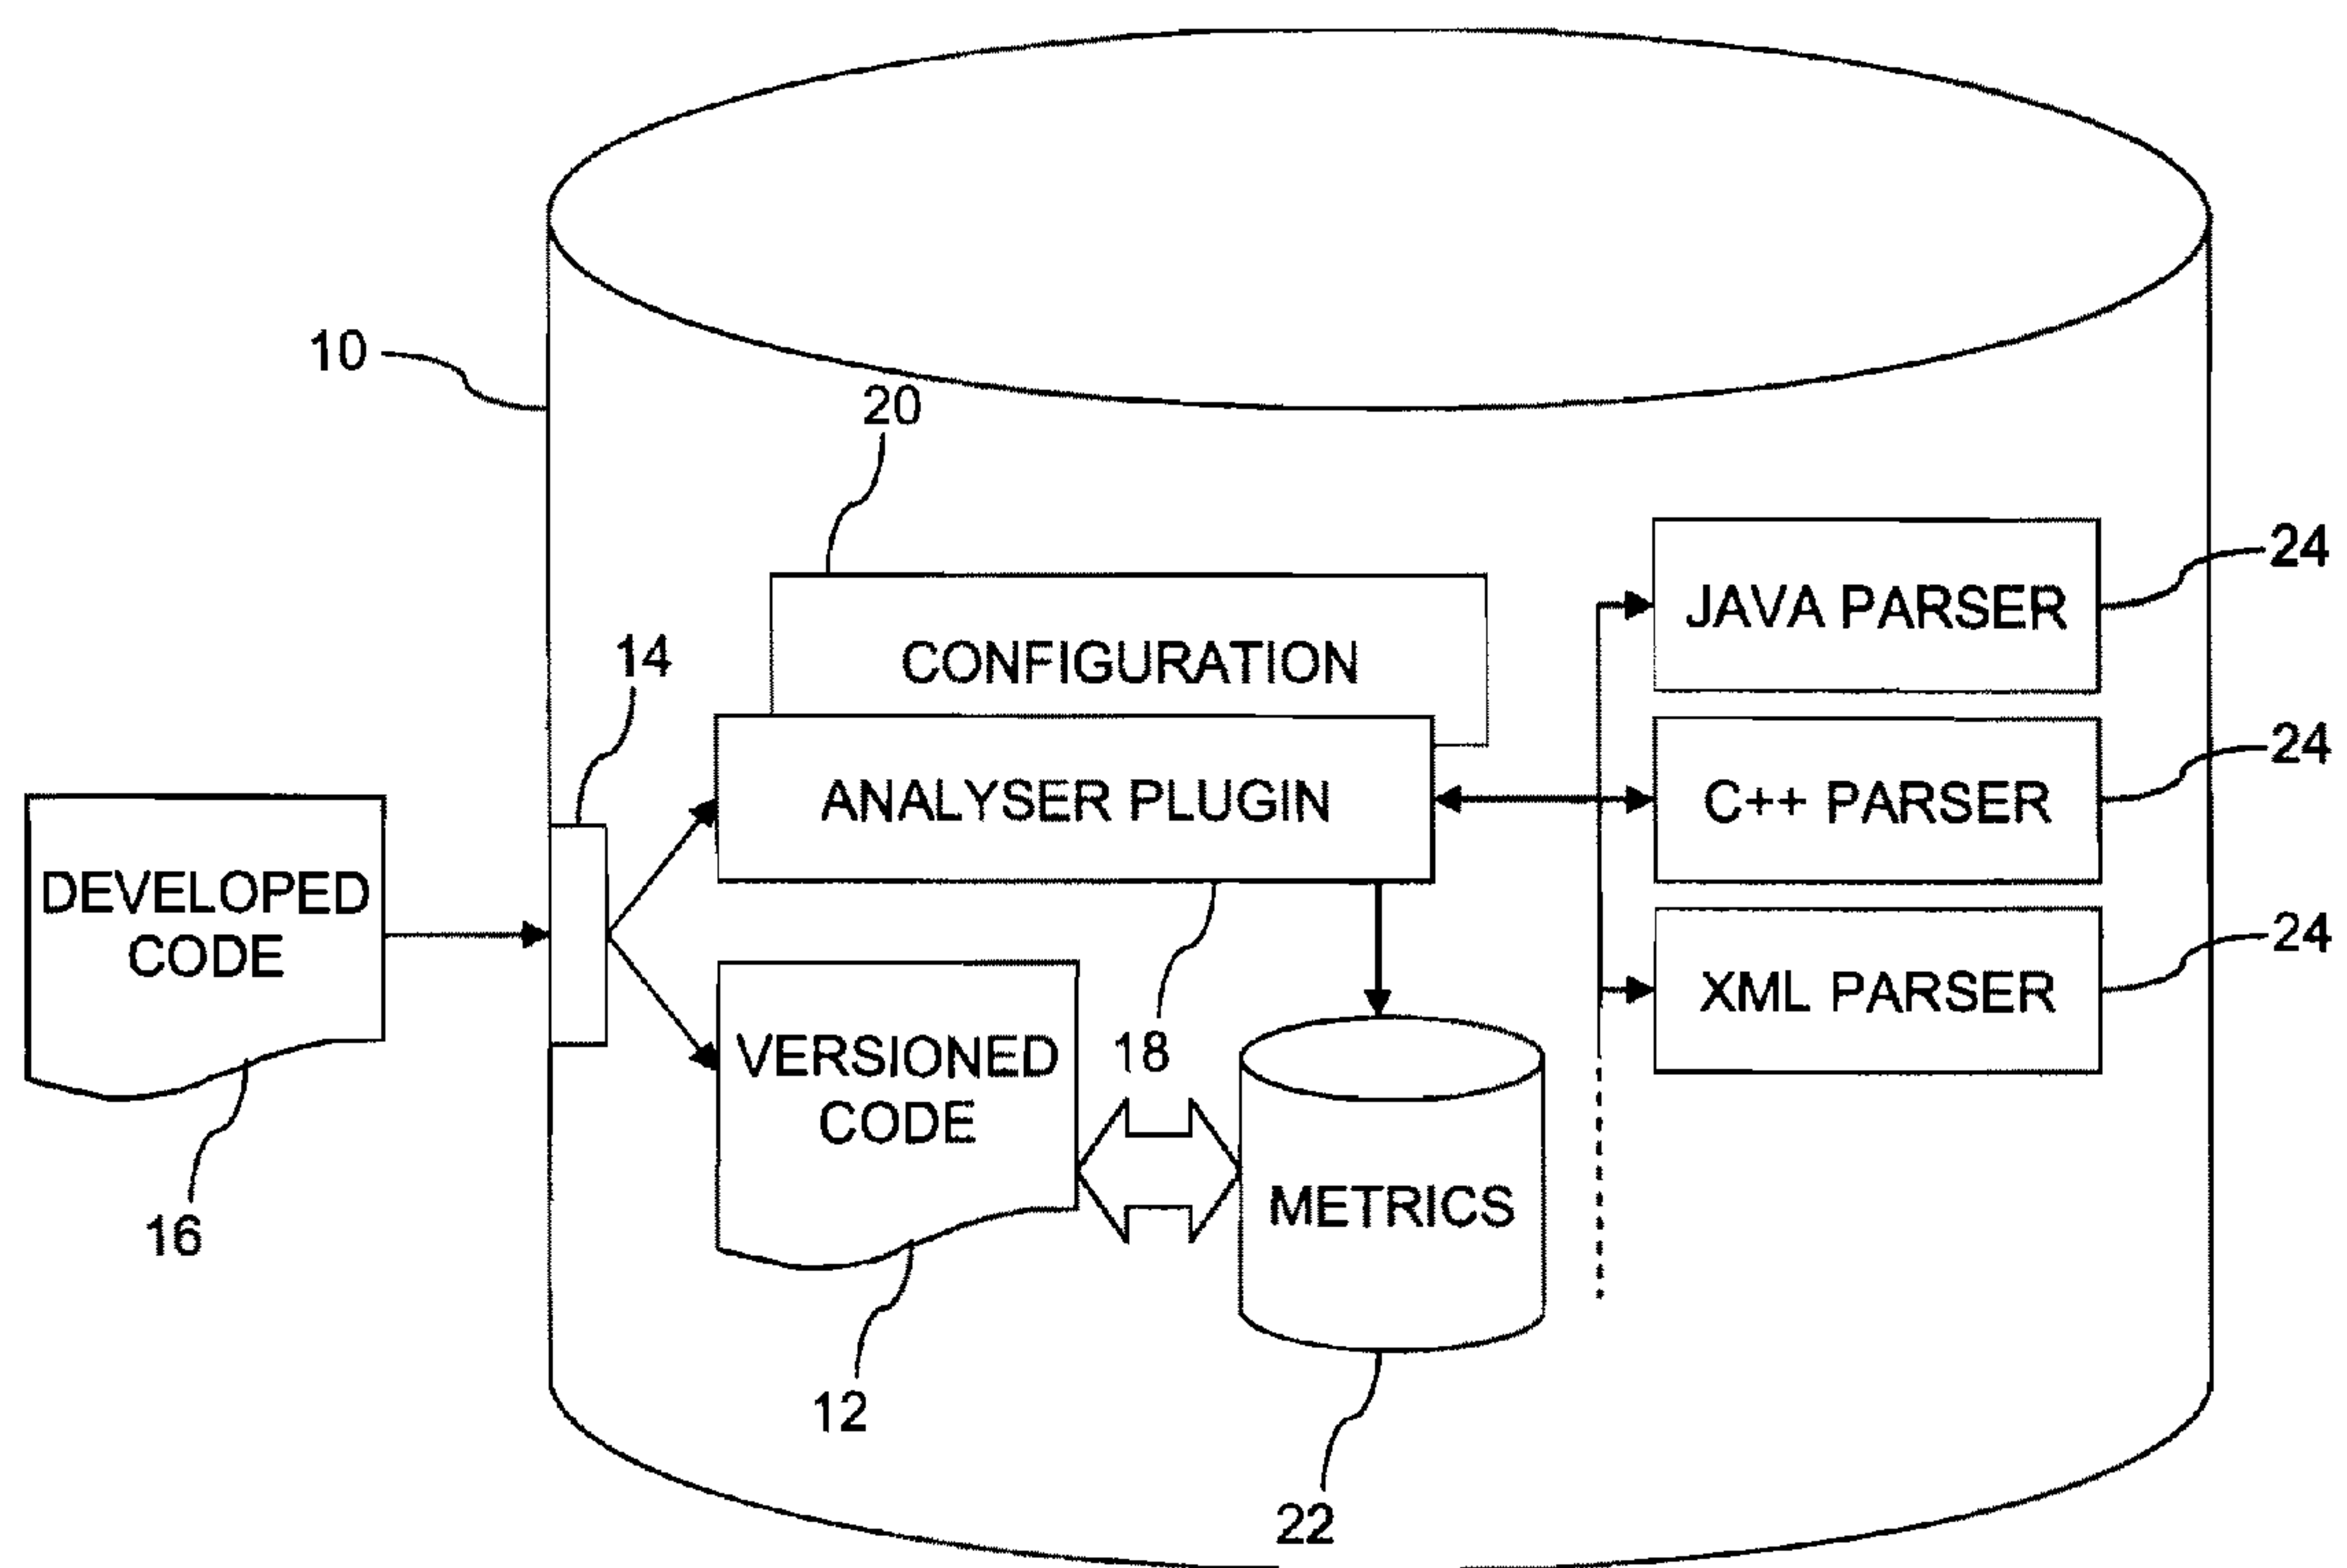 10
20
24
JAVA PARSER
14
CONFIGURATION
24
ANALYSER PLUGIN
C++ PARSER
DEVELOPED
CODE
24
XML PARSER
VERSIONED
CODE
18
16
METRICS
12
22